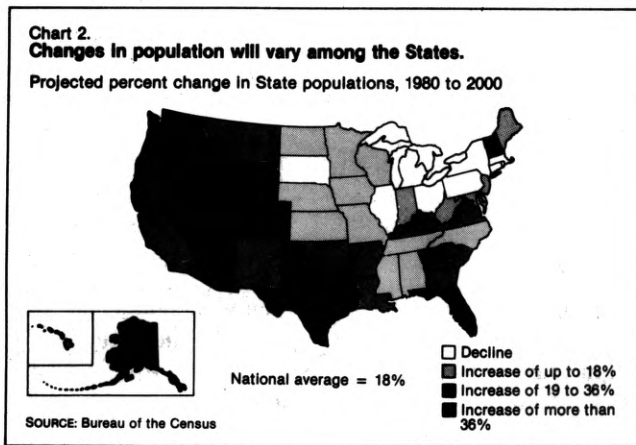 Chart 2.
Changes in population will vary among the States.
Projected percent change in State populations, 1980 to 2000
Decline
Increase of up to 18%
Increase of 19 to 36%
Increase of more than
36%
National average = 18%
SOURCE: Bureau of the Census